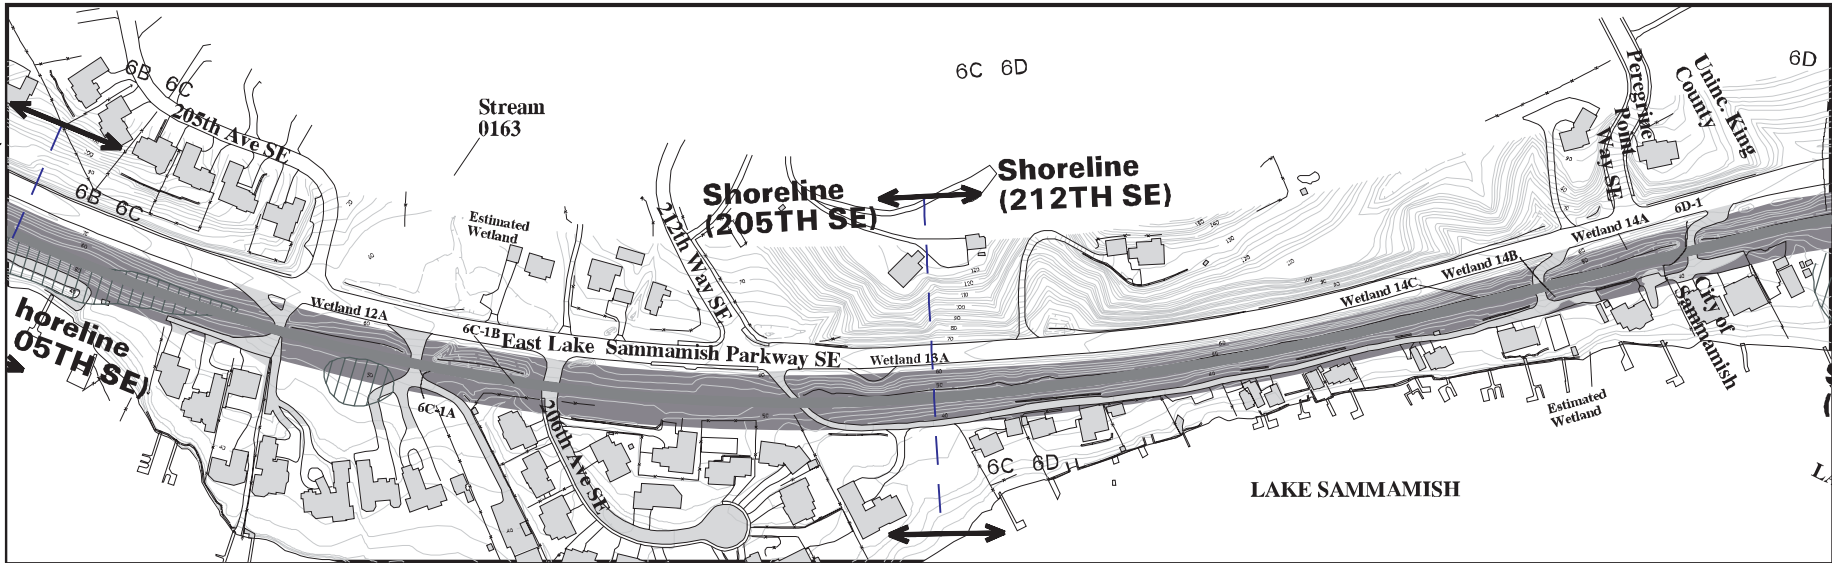 6B
6C
205th Ave SE
6B 6C
Stream
0163
6C 6D
Peregrine
Point
Way SE
Uninc. King
County
6D
Shoreline
(205TH SE)
Shoreline
(212TH SE)
Estimated
Wetland
212th Way SE
6D-1
Wetland 14A
Wetland 14B
Wetland 14C
Wetland 12A
6C-1B
East Lake Sammamish Parkway SE
Wetland 13A
horeline
05TH SE)
City of
Sammamish
6C-1A
206th Ave SE
Estimated
Wetland
6C 6D
LAKE SAMMAMISH